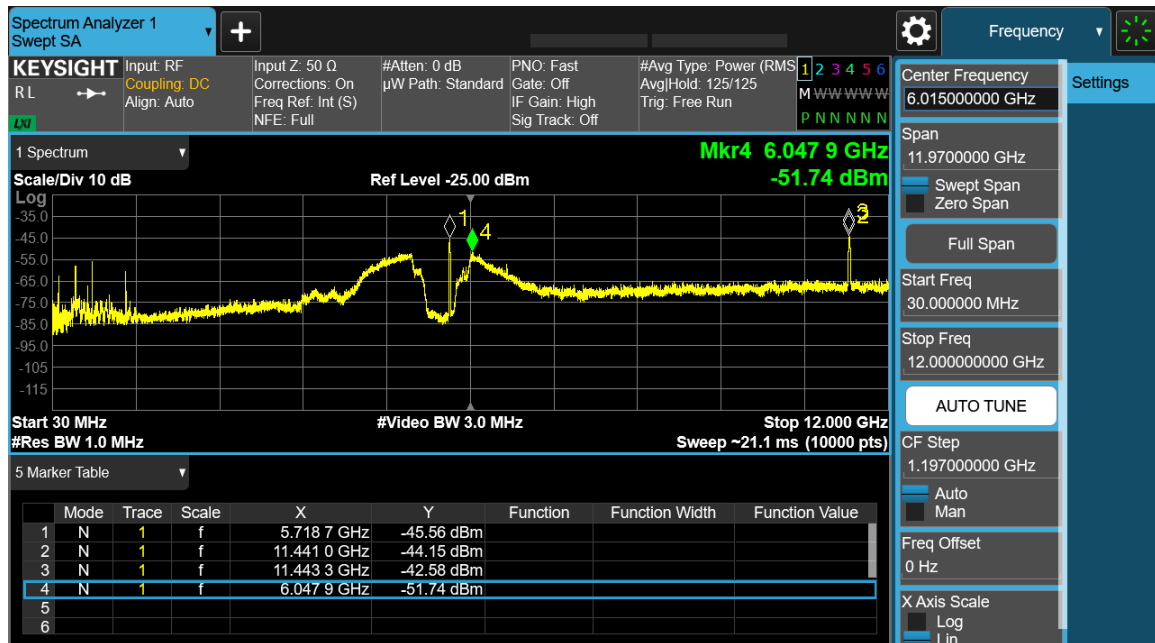 Spectrum Analyzer 1
Swept SA
Frequency
KEYSIGHT
R L
LXI
Input: RF
Coupling: DC
Align: Auto
Input Z: 50 Ω
Corrections: On
Freq Ref: Int (S)
NFE: Full
#Atten: 0 dB
µW Path: Standard
PNO: Fast
Gate: Off
IF Gain: High
Sig Track: Off
#Avg Type: Power (RMS
Avg|Hold: 125/125
Trig: Free Run
1 2 3 4 5 6
M W W W W W
P N N N N N
1 Spectrum
Mkr4 6.047 9 GHz
-51.74 dBm
Scale/Div 10 dB
Ref Level -25.00 dBm
Log
-35.0
-45.0
-55.0
-65.0
-75.0
-85.0
-95.0
-105
-115
1
4
2
Start 30 MHz
#Video BW 3.0 MHz
Stop 12.000 GHz
#Res BW 1.0 MHz
Sweep ~21.1 ms (10000 pts)
5 Marker Table
Mode Trace Scale X Y Function Function Width Function Value
1 N 1 f 5.718 7 GHz -45.56 dBm
2 N 1 f 11.441 0 GHz -44.15 dBm
3 N 1 f 11.443 3 GHz -42.58 dBm
4 N 1 f 6.047 9 GHz -51.74 dBm
5
6
Settings
Center Frequency
6.015000000 GHz
Span
11.9700000 GHz
Swept Span
Zero Span
Full Span
Start Freq
30.000000 MHz
Stop Freq
12.000000000 GHz
AUTO TUNE
CF Step
1.197000000 GHz
Auto
Man
Freq Offset
0 Hz
X Axis Scale
Log
Lin